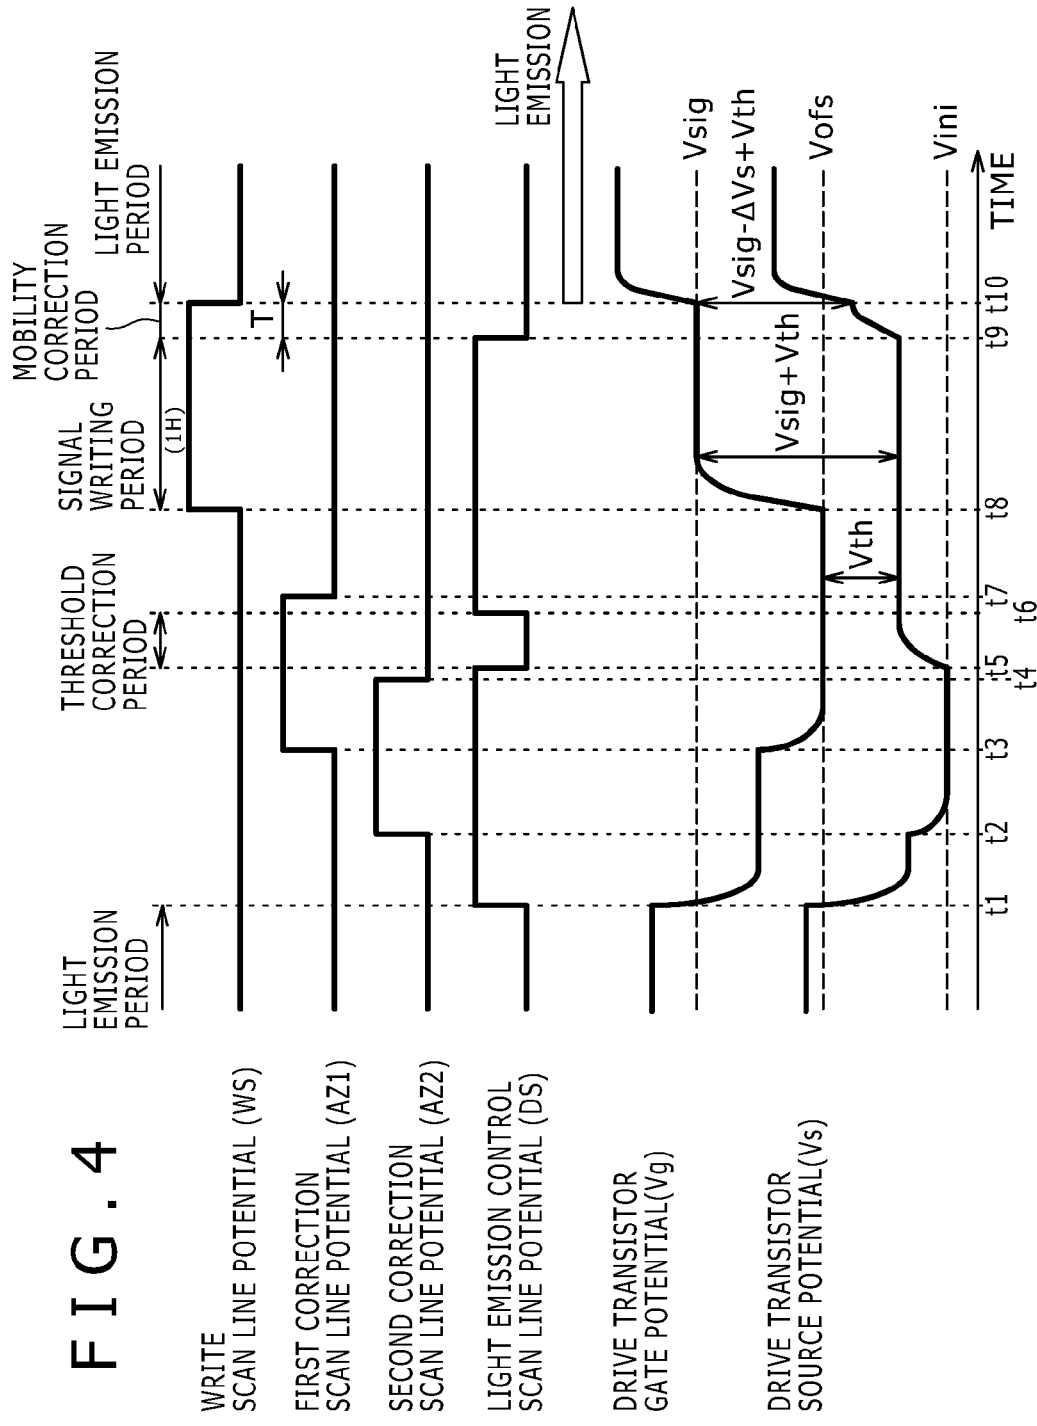 FIG. 4
LIGHT
EMISSION
PERIOD
THRESHOLD
CORRECTION
PERIOD
SIGNAL
WRITING
PERIOD
(1H)
MOBILITY
CORRECTION
PERIOD
LIGHT EMISSION
PERIOD
WRITE
SCAN LINE POTENTIAL (WS)
T
FIRST CORRECTION
SCAN LINE POTENTIAL (AZ1)
SECOND CORRECTION
SCAN LINE POTENTIAL (AZ2)
LIGHT EMISSION CONTROL
SCAN LINE POTENTIAL (DS)
LIGHT
EMISSION
DRIVE TRANSISTOR
GATE POTENTIAL(Vg)
Vsig
Vsig+Vth
Vsig-ΔVs+Vth
DRIVE TRANSISTOR
SOURCE POTENTIAL(Vs)
Vofs
Vth
Vini
t1 t2 t3 t5 t7 t8 t9 t10 TIME
t4 t6